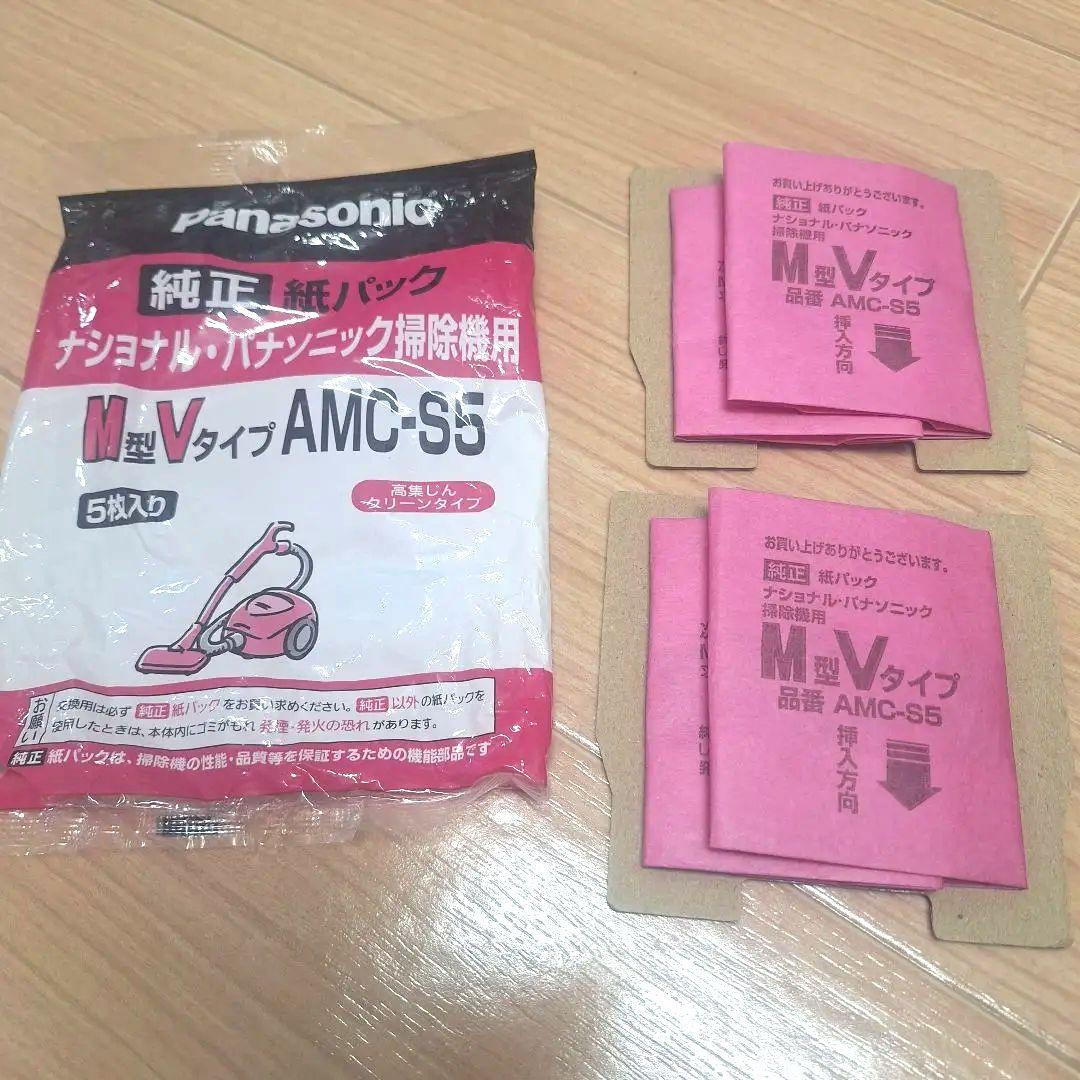 Panasonic
純正 紙パック
ナショナル・パナソニック掃除機用
M型Vタイプ AMC-S5
5枚入り
高集じん
クリーンタイプ
お願い
交換用は必ず 純正 紙パックをお買い求めください。純正 以外の紙パックを
使用したときは、本体内にゴミがもれ 発煙・発火の恐れがあります。
純正 紙パックは、掃除機の性能・品質等を保証するための機能部品です
お買い上げありがとうございます。
純正 紙パック
ナショナル・パナソニック
掃除機用
M型Vタイプ
品番 AMC-S5
挿入方向
お買い上げありがとうございます。
純正 紙パック
ナショナル・パナソニック
掃除機用
M型Vタイプ
品番 AMC-S5
挿入方向